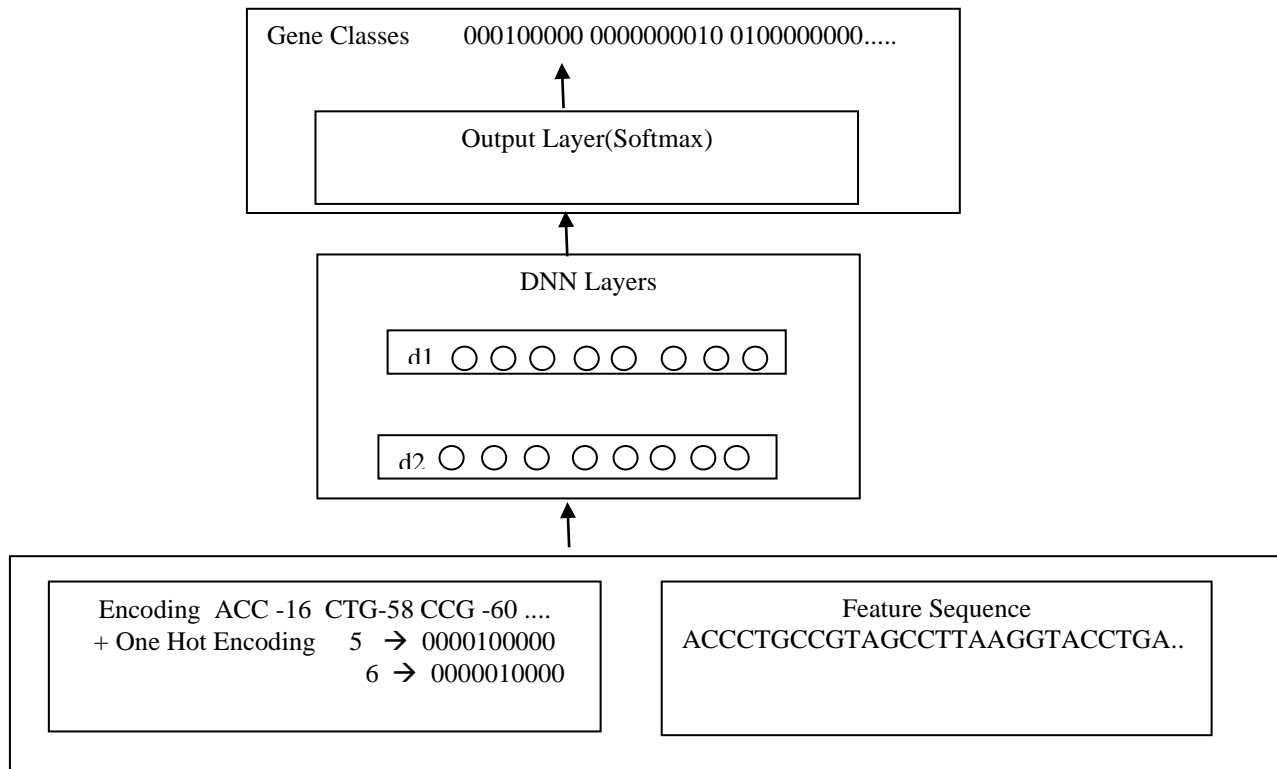 Gene Classes 000100000 0000000010 0100000000.....
Output Layer(Softmax)
DNN Layers
d1
d2
Encoding ACC -16 CTG-58 CCG -60 ....
+ One Hot Encoding 5 → 0000100000
6 → 0000010000
Feature Sequence
ACCCTGCCGTAGCCTTAAGGTACCTGA..